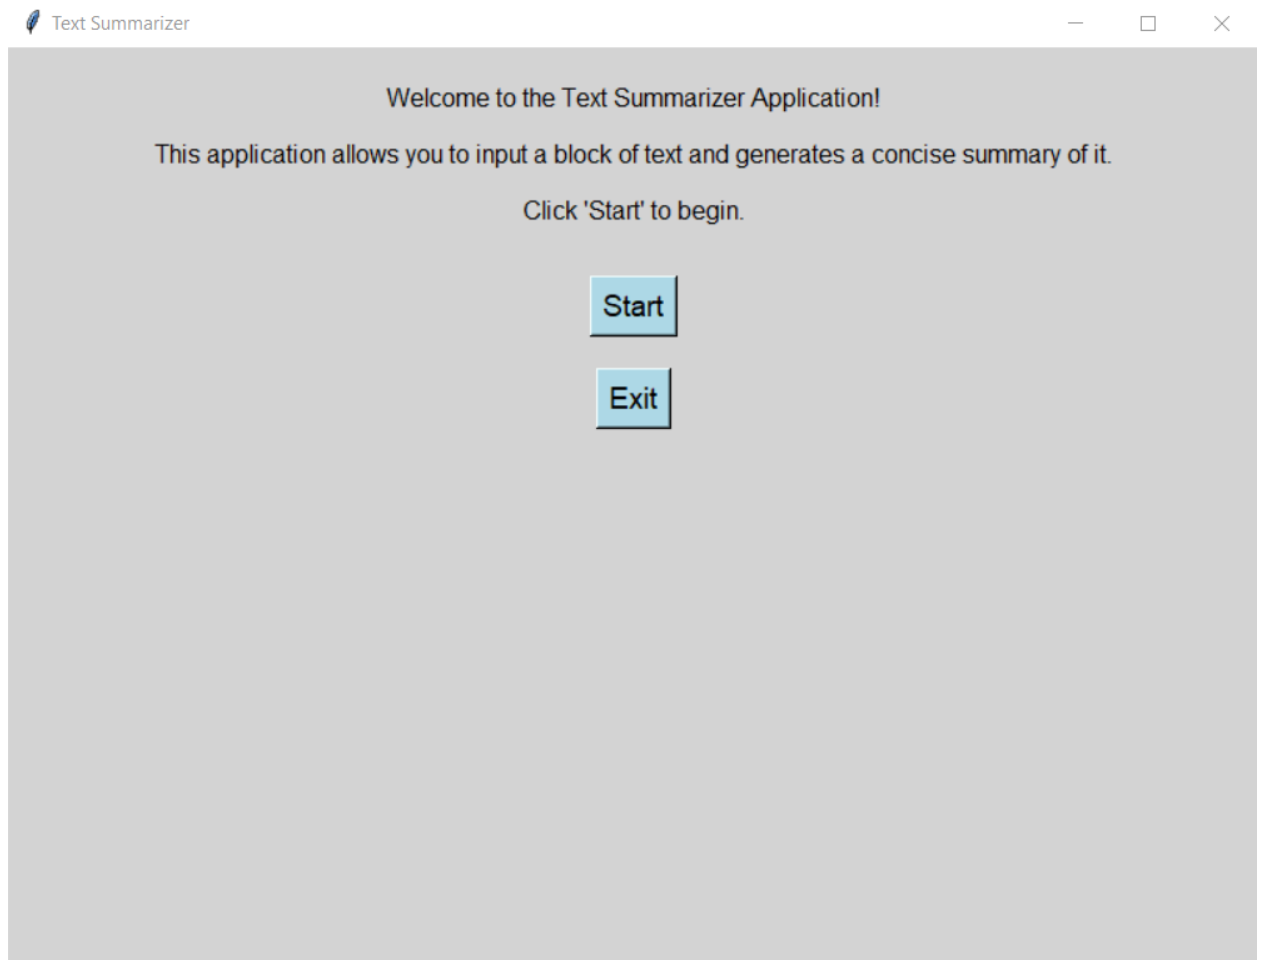 Text Summarizer
Welcome to the Text Summarizer Application!
This application allows you to input a block of text and generates a concise summary of it.
Click 'Start' to begin.
Start
Exit